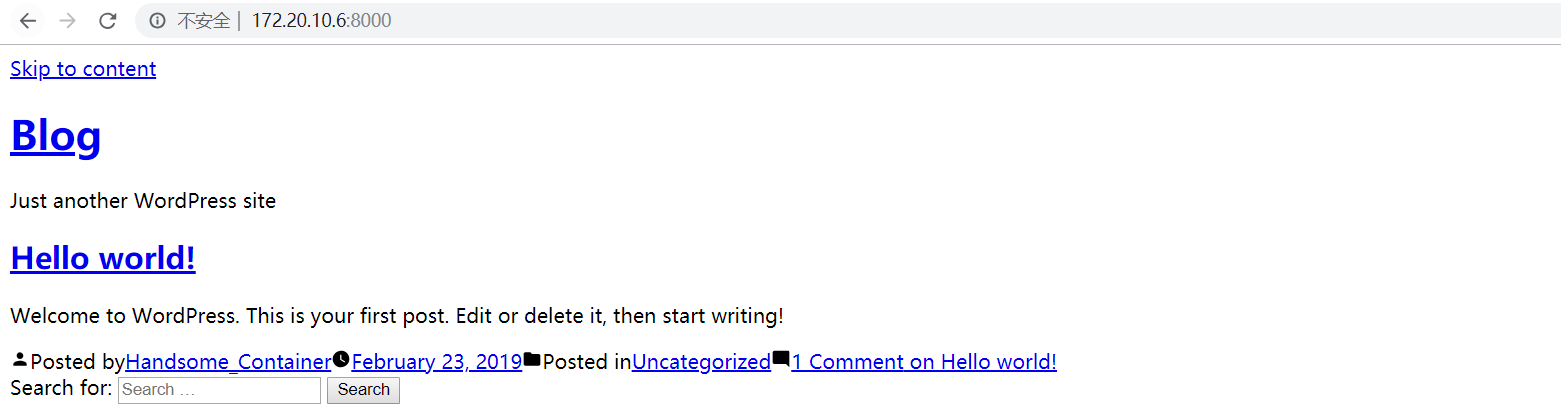 不安全 | 172.20.10.6:8000
Skip to content
Blog
Just another WordPress site
Hello world!
Welcome to WordPress. This is your first post. Edit or delete it, then start writing!
Posted byHandsome_ContainerFebruary 23, 2019Posted inUncategorized1 Comment on Hello world!
Search for: Search … Search